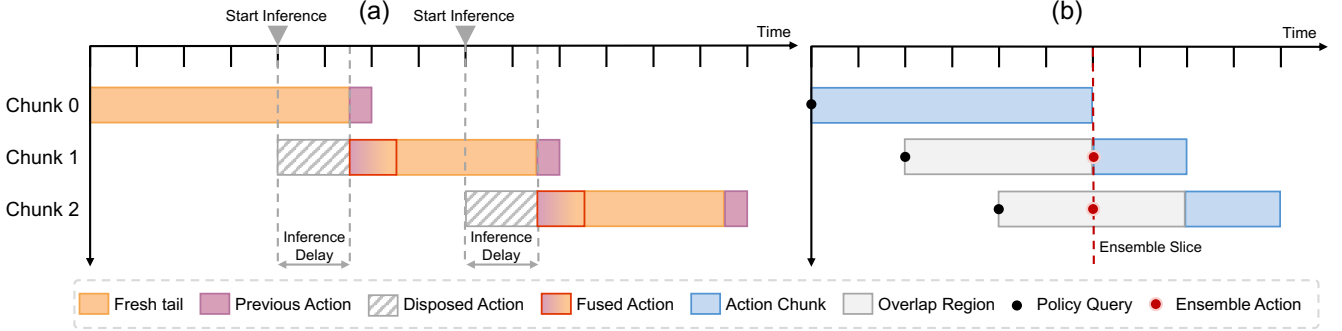 (a)
(b)
Start Inference
Start Inference
Time
Time
Chunk 0
Chunk 1
Chunk 2
Inference
Delay
Inference
Delay
Ensemble Slice
Fresh tail
Previous Action
Disposed Action
Fused Action
Action Chunk
Overlap Region
Policy Query
Ensemble Action